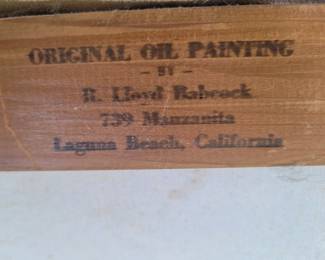 ORIGINAL OIL PAINTING
- BY -
R. Lloyd Babcock
739 Manzanita
Laguna Beach, California